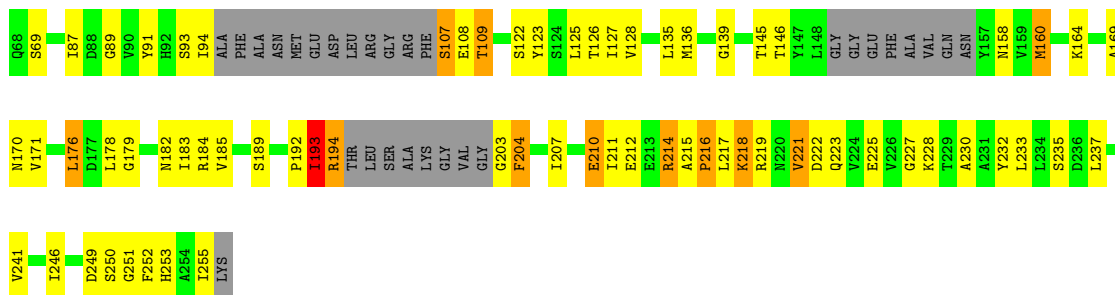 Q68 S69 I87 D88 G89 V90 Y91 H92 S93 I94 ALA PHE ALA ASN MET GLU ASP LEU ARG GLY ARG PHE S107 E108 T109 S122 Y123 S124 L125 T126 I127 V128 L135 M136 G139 T145 T146 Y147 L148 GLY GLY GLU PHE ALA VAL GLN ASN Y157 N158 V159 M160 K164 A169
N170 V171 L176 D177 L178 G179 N182 I183 R184 V185 S189 P192 I193 R194 THR LEU SER ALA LYS GLY VAL GLY G203 F204 I207 E210 I211 E212 E213 R214 A215 P216 L217 K218 R219 N220 V221 D222 Q223 V224 E225 V226 G227 K228 T229 A230 A231 Y232 L233 L234 S235 D236 L237
V241 I246 D249 S250 G251 F252 H253 A254 I255 LYS